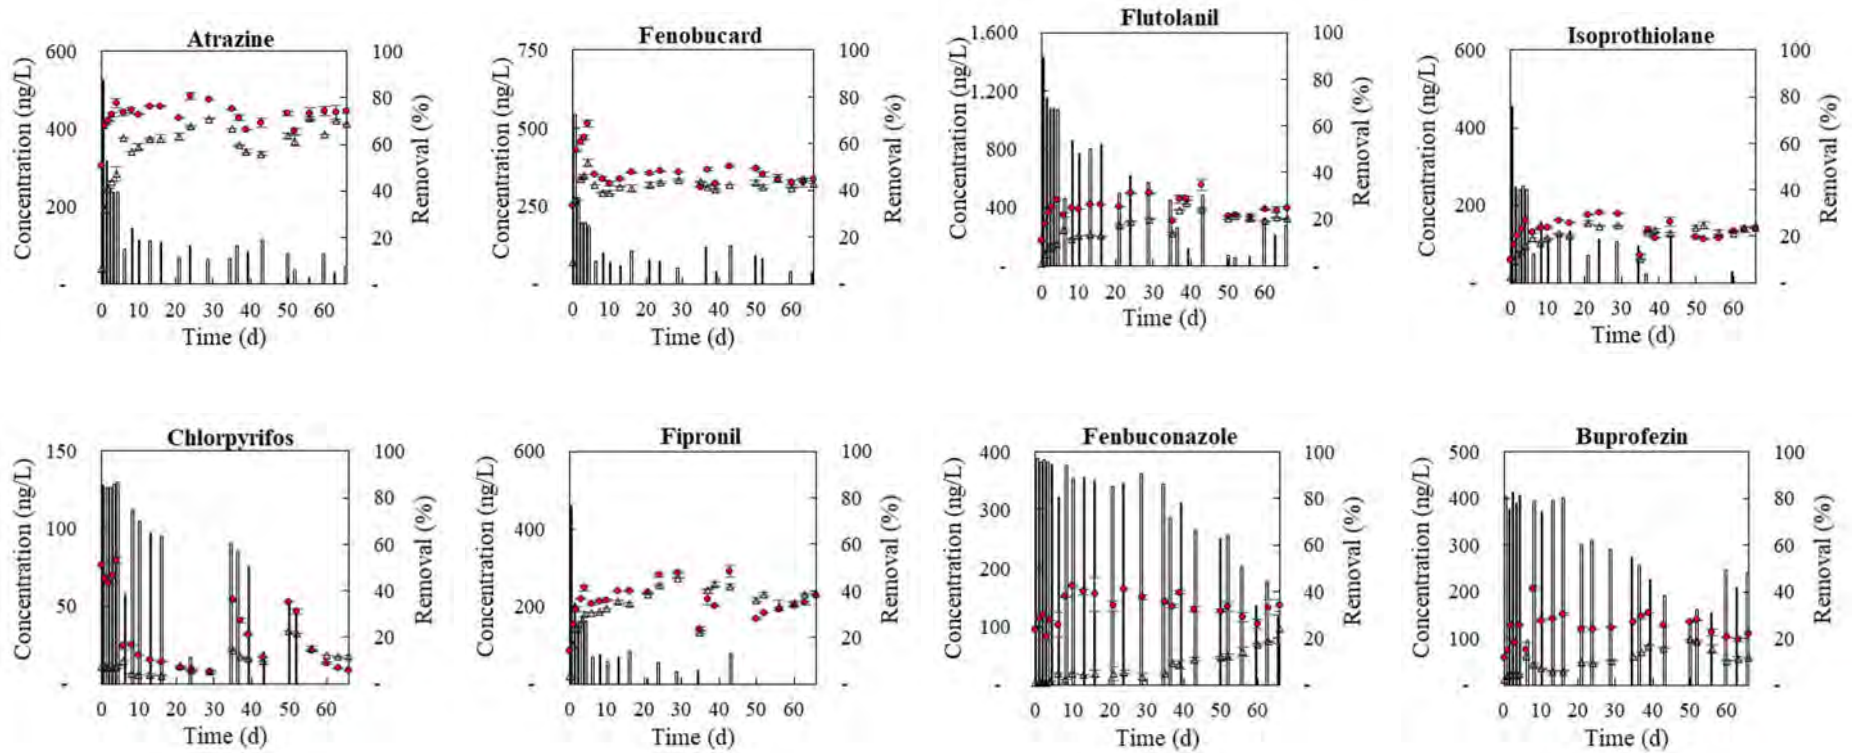 Atrazine
Concentration (ng/L)
600
400
200
-
100
80
60
40
20
-
Removal (%)
0 10 20 30 40 50 60
Time (d)
Fenobucard
Concentration (ng/L)
750
500
250
-
100
80
60
40
20
-
Removal (%)
0 10 20 30 40 50 60
Time (d)
Flutolanil
Concentration (ng/L)
1.600
1.200
800
400
-
100
80
60
40
20
-
Removal (%)
0 10 20 30 40 50 60
Time (d)
Isoprothiolane
Concentration (ng/L)
600
400
200
-
100
80
60
40
20
-
Removal (%)
0 10 20 30 40 50 60
Time (d)
Chlorpyrifos
Concentration (ng/L)
150
100
50
-
100
80
60
40
20
-
Removal (%)
0 10 20 30 40 50 60
Time (d)
Fipronil
Concentration (ng/L)
600
400
200
-
100
80
60
40
20
-
Removal (%)
0 10 20 30 40 50 60
Time (d)
Fenbuconazole
Concentration (ng/L)
400
300
200
100
-
100
80
60
40
20
-
Removal (%)
0 10 20 30 40 50 60
Time (d)
Buprofezin
Concentration (ng/L)
500
400
300
200
100
-
100
80
60
40
20
-
Removal (%)
0 10 20 30 40 50 60
Time (d)